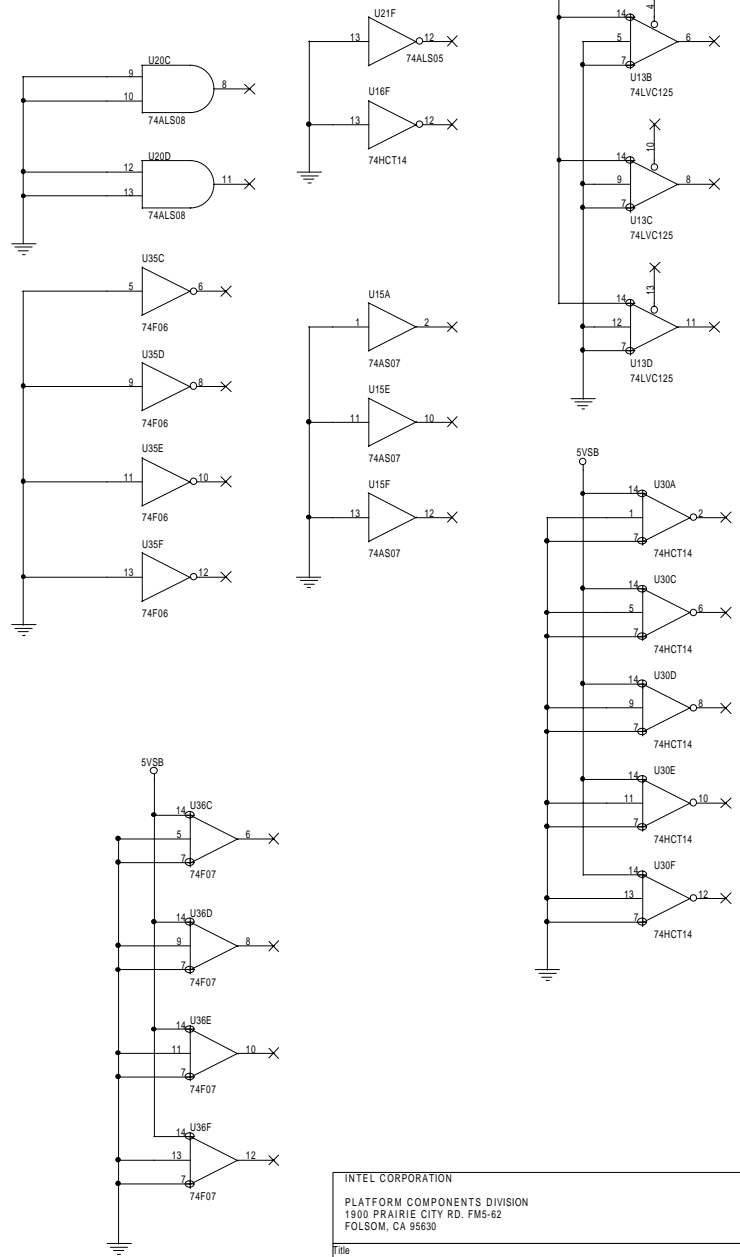 U20C
9
8
10
74ALS08
U20D
12
11
13
74ALS08
U35C
5
6
74F06
U35D
9
8
74F06
U35E
11
10
74F06
U35F
13
12
74F06
U21F
13
12
74ALS05
U16F
13
12
74HCT14
U15A
1
2
74AS07
U15E
11
10
74AS07
U15F
13
12
74AS07
4
14
5
6
7
U13B
74LVC125
10
14
9
8
7
U13C
74LVC125
13
14
12
11
7
U13D
74LVC125
5VSB
U30A
14
1
2
7
74HCT14
U30C
14
5
6
7
74HCT14
U30D
14
9
8
7
74HCT14
U30E
14
11
10
7
74HCT14
U30F
14
13
12
7
74HCT14
5VSB
U36C
14
5
6
7
74F07
U36D
14
9
8
7
74F07
U36E
14
11
10
7
74F07
U36F
14
13
12
7
74F07
INTEL CORPORATION
PLATFORM COMPONENTS DIVISION
1900 PRAIRIE CITY RD. FM5-62
FOLSOM, CA 95630
Title